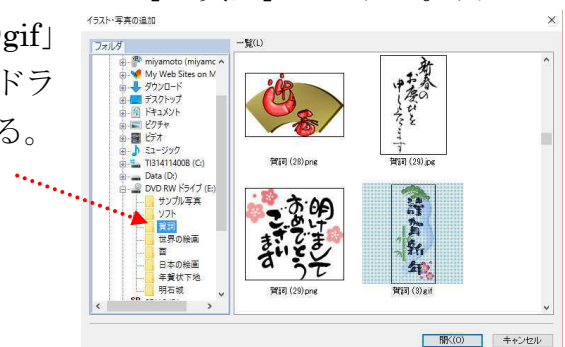 gif」
ドラ
る。
イラスト・写真の追加
フォルダ
miyamoto (miyamc
My Web Sites on M
ダウンロード
デスクトップ
ドキュメント
ピクチャ
ビデオ
ミュージック
TI31411400B (C:)
Data (D:)
DVD RW ドライブ (E:)
サンプル写真
ソフト
賀詞
世界の絵画
酉
日本の絵画
年賀状下地
明石城
一覧(L)
迎春
賀詞 (28).png
新春の
お慶びを
申し上げます
賀詞 (29).jpg
明けまして
おめでとう
ございます
賀詞 (29).png
謹賀新年
賀詞 (3).gif
開く(O)
キャンセル